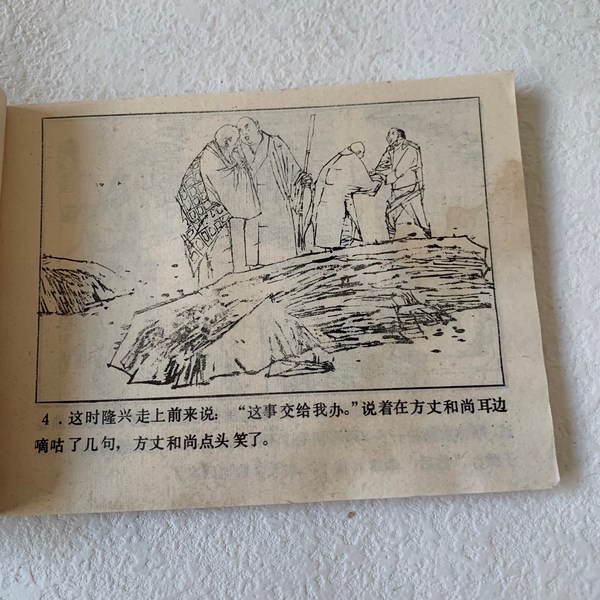 4．这时隆兴走上前来说：“这事交给我办。”说着在方丈和尚耳边
嘀咕了几句，方丈和尚点头笑了。